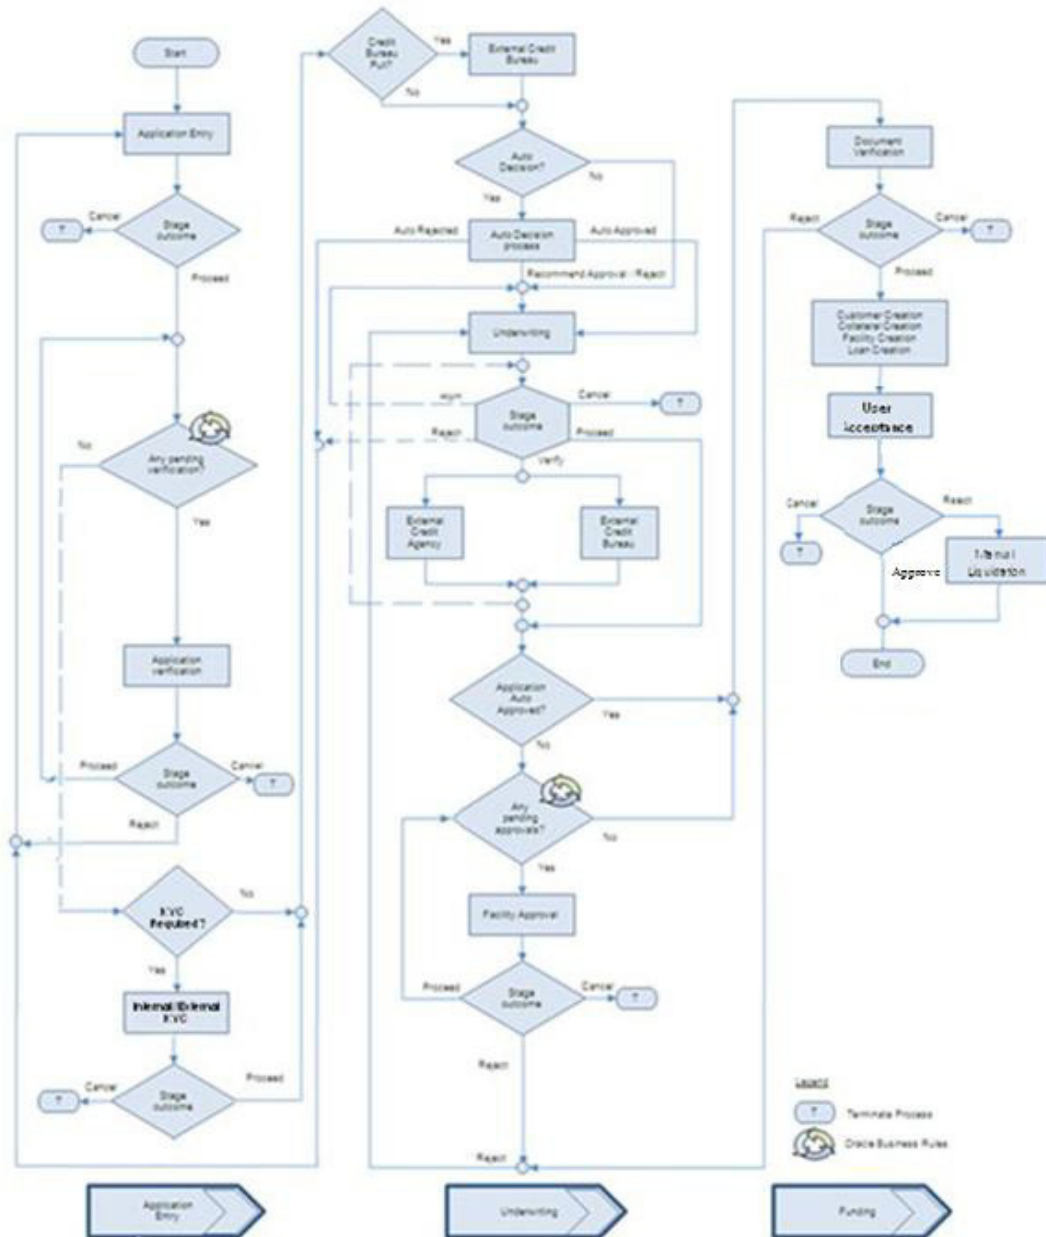 Start
Application Entry
Cancel
T
Stage
outcome
Proceed
No
Any pending
verification?
Yes
Application
verification
Proceed
Stage
outcome
Cancel
T
Reject
KYC
Required?
No
Yes
Internal/External
KYC
Cancel
T
Stage
outcome
Proceed
Application
Entry
Credit
Bureau
Pull?
Yes
External Credit
Bureau
No
Auto
Decision?
No
Yes
Auto Rejected
Auto Decision
process
Auto Approved
Recommend Approval / Reject
Underwriting
Stage
outcome
Cancel
T
Reject
Proceed
Verify
External
Credit
Agency
External
Credit
Bureau
Application
Auto
Approved?
Yes
No
Any
pending
approvals?
No
Yes
Facility Approval
Proceed
Stage
outcome
Cancel
T
Reject
Reject
Underwriting
Document
Verification
Reject
Stage
outcome
Cancel
T
Proceed
Customer Creation
Collateral Creation
Facility Creation
Loan Creation
User
Acceptance
Cancel
T
Stage
outcome
Reject
Approve
Manual
Liquidation
End
Legend
T
Terminate Process
Oracle Business Rules
Funding